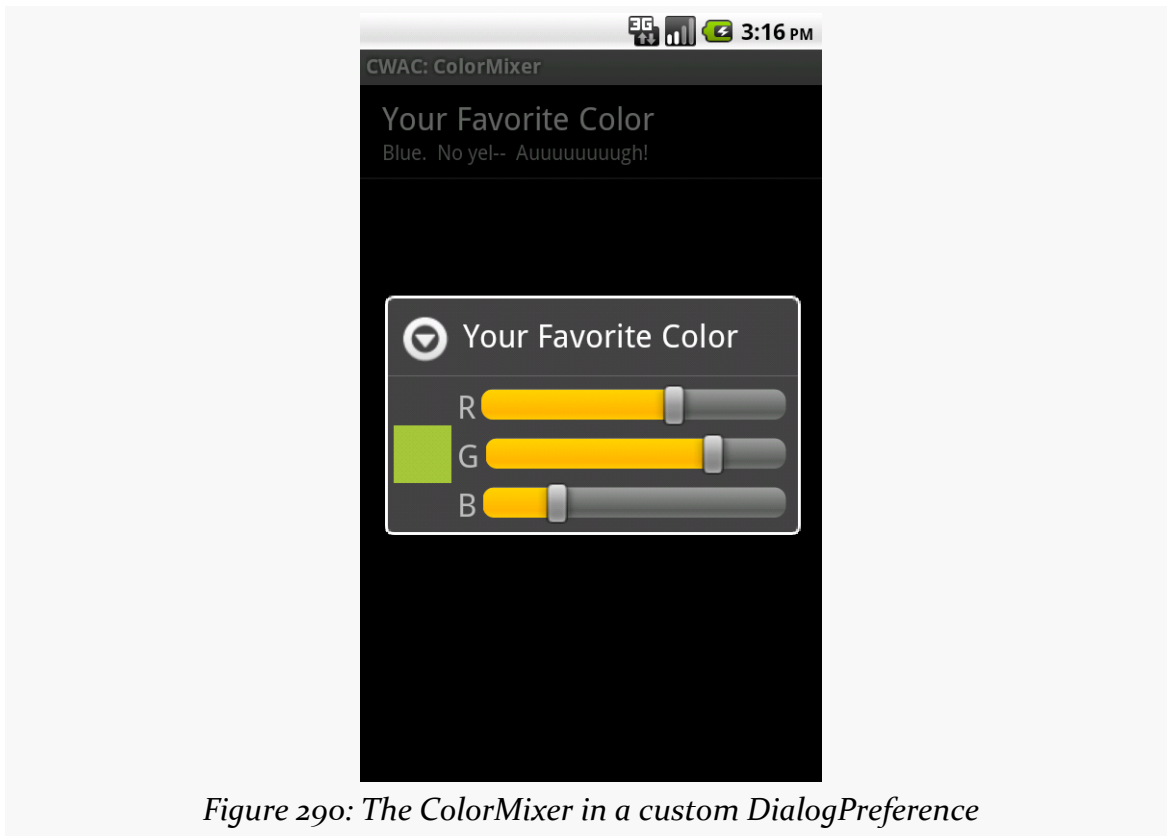 3G 3:16 PM
CWAC: ColorMixer
Your Favorite Color
Blue. No yel-- Auuuuuuuugh!
Your Favorite Color
R
G
B
Figure 290: The ColorMixer in a custom DialogPreference